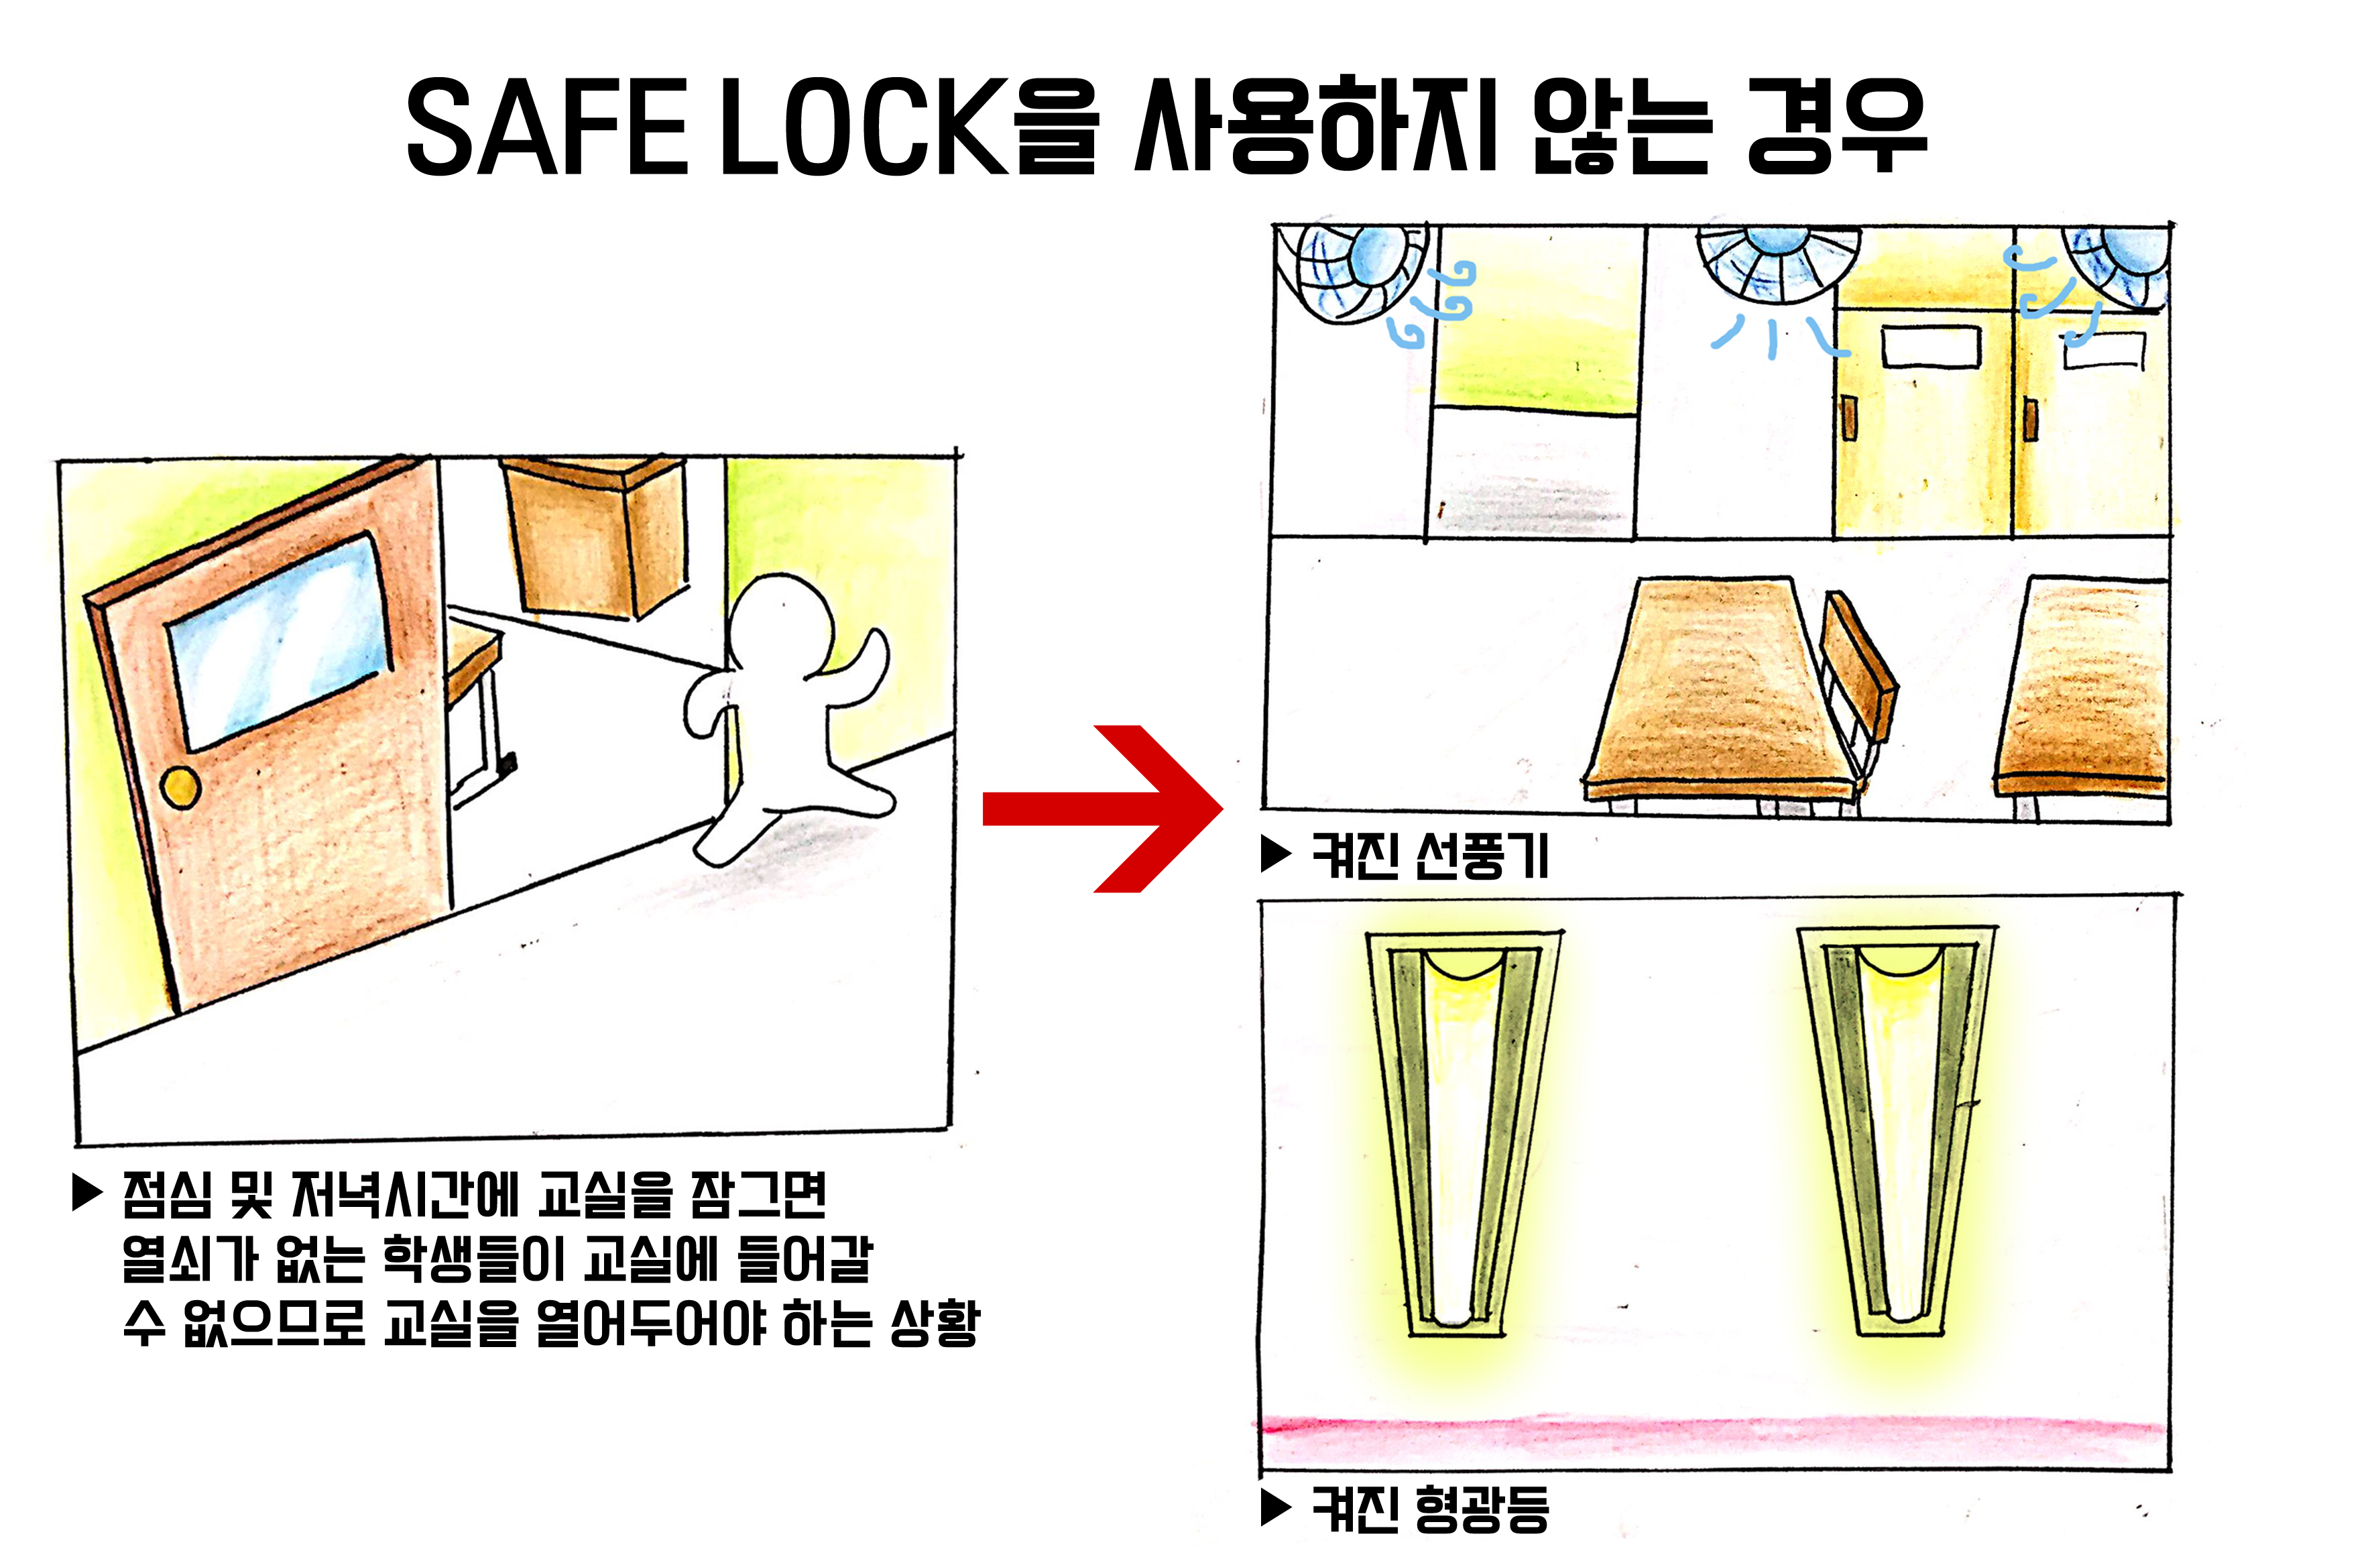 SAFE LOCK을 사용하지 않는 경우
▶ 점심 및 저녁시간에 교실을 잠그면
열쇠가 없는 학생들이 교실에 들어갈
수 없으므로 교실을 열어두어야 하는 상황
▶ 켜진 선풍기
▶ 켜진 형광등